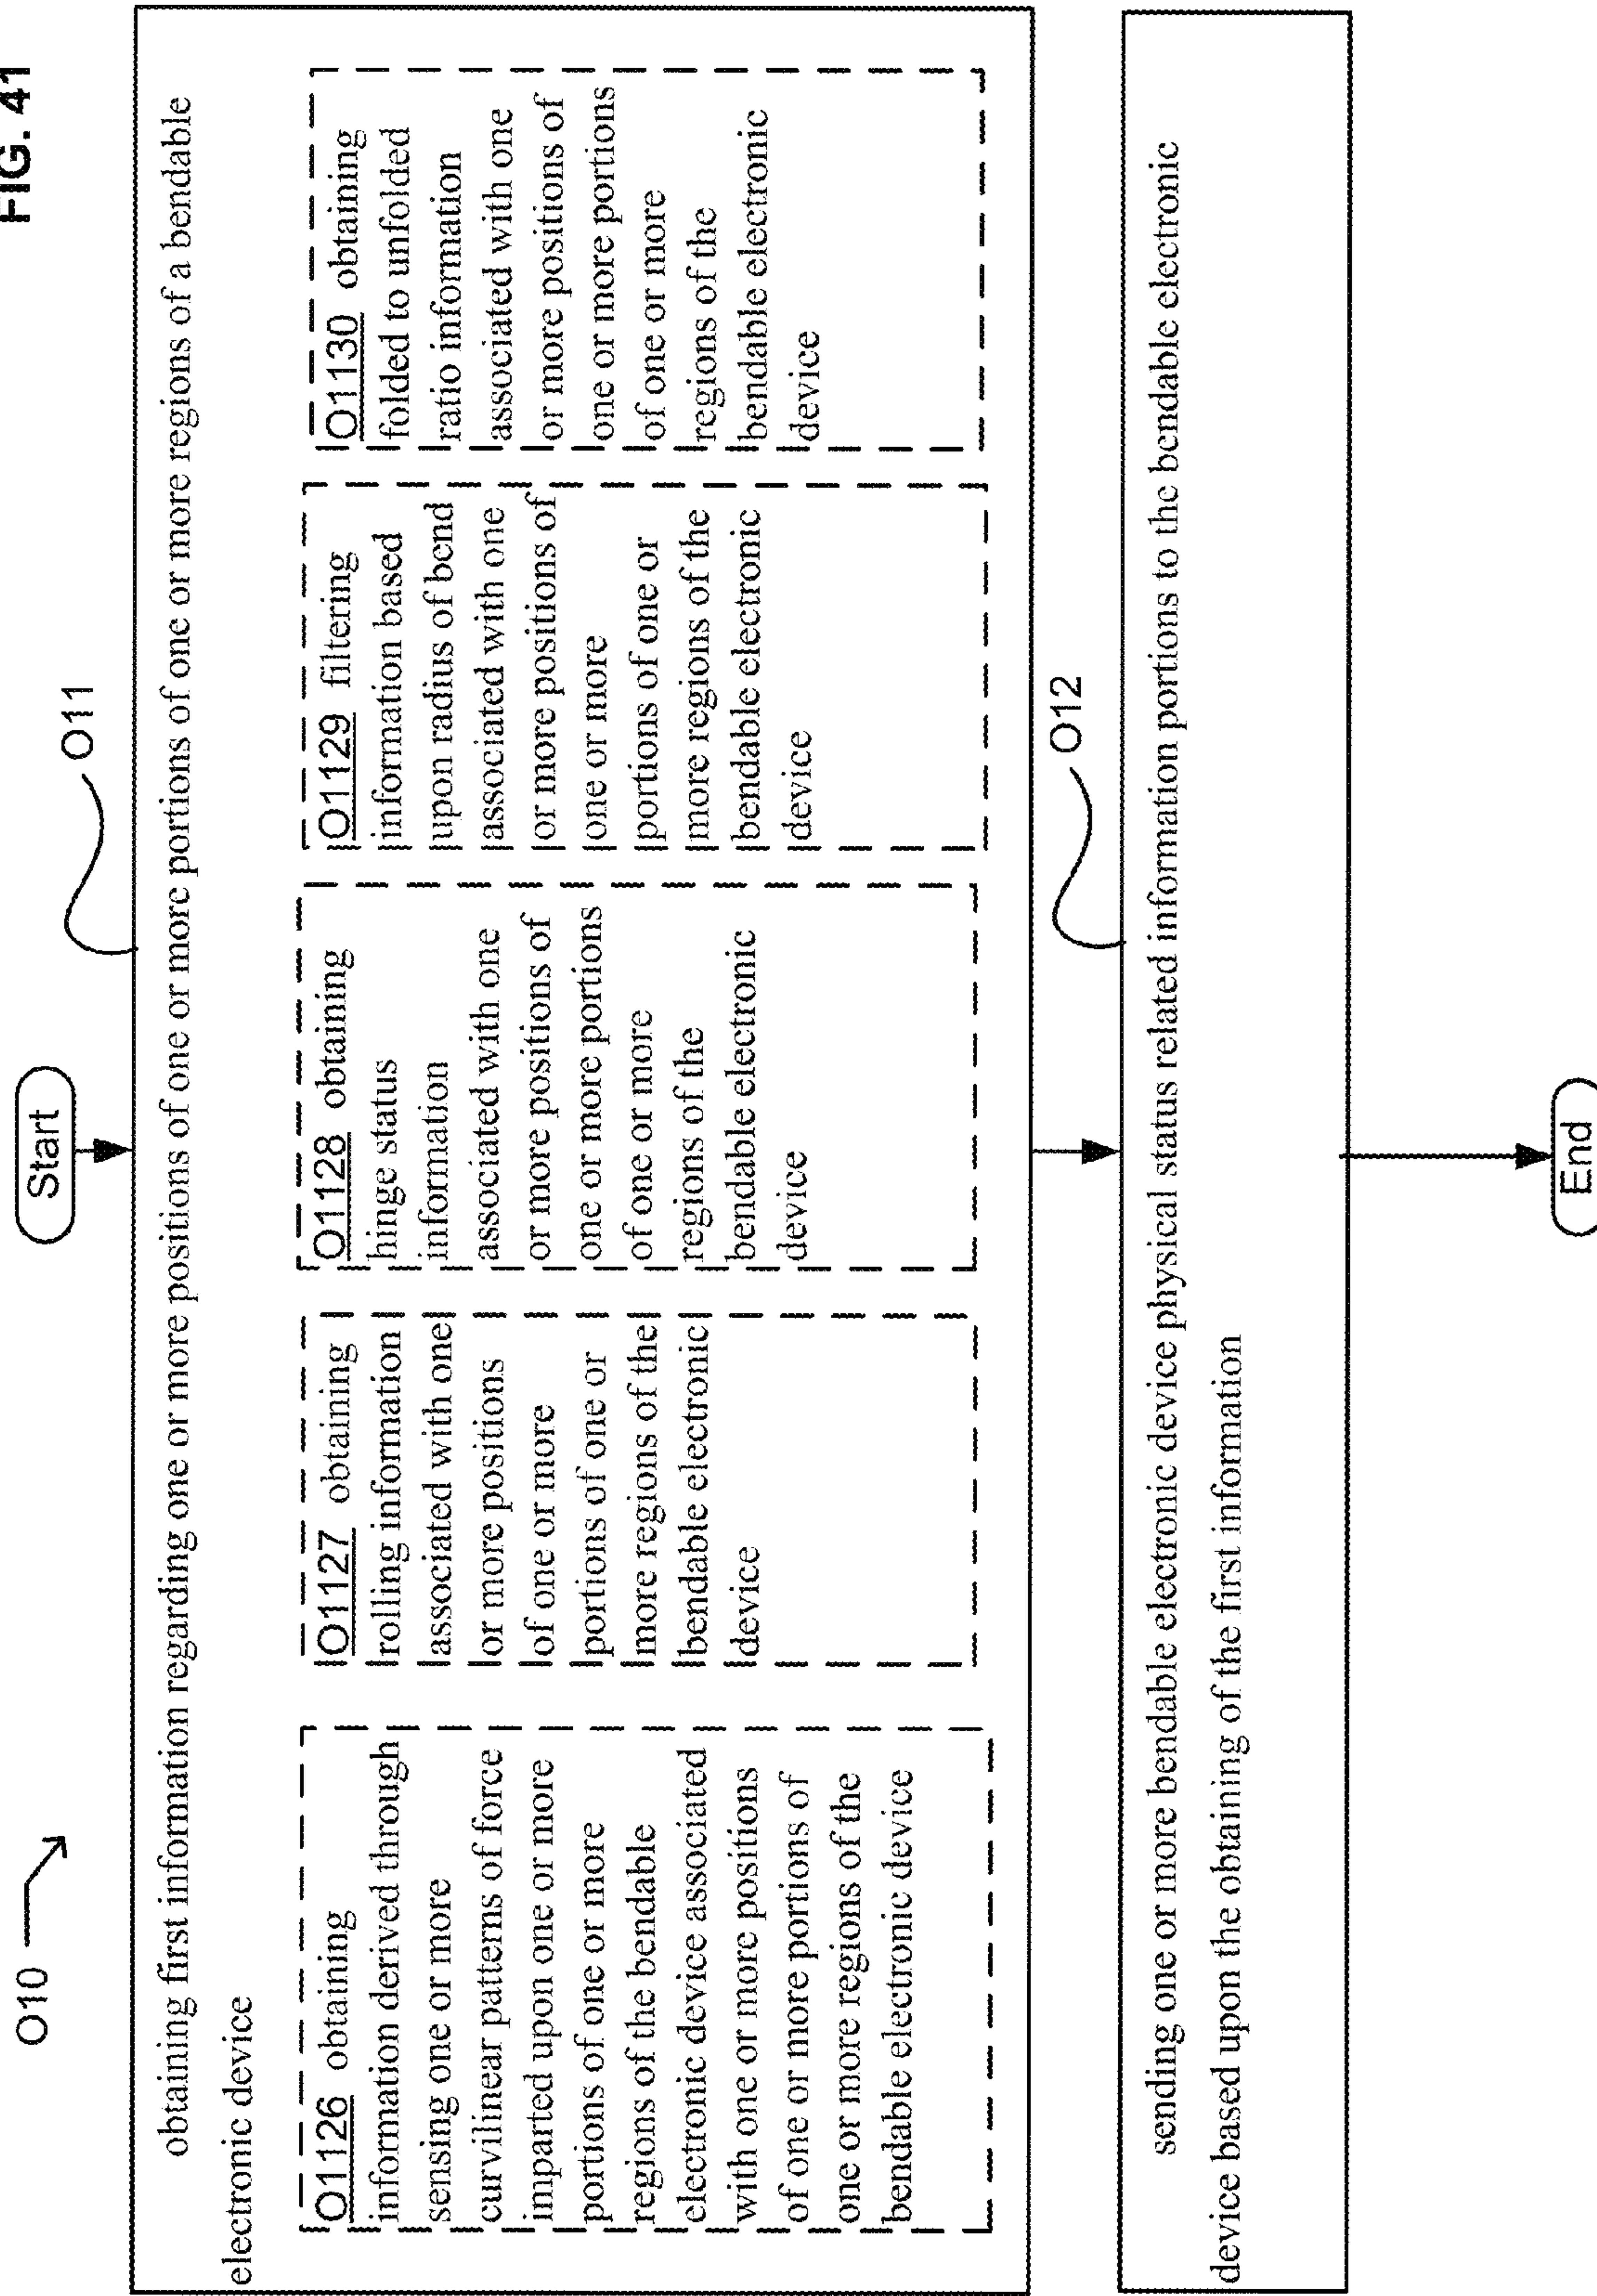 FIG. 41
O10
Start
O11
obtaining first information regarding one or more positions of one or more portions of one or more regions of a bendable
electronic device
O1126 obtaining
information derived through
sensing one or more
curvilinear patterns of force
imparted upon one or more
portions of one or more
regions of the bendable
electronic device associated
with one or more positions
of one or more portions of
one or more regions of the
bendable electronic device
O1127 obtaining
rolling information
associated with one
or more positions
of one or more
portions of one or
more regions of the
bendable electronic
device
O1128 obtaining
hinge status
information
associated with one
or more positions of
one or more portions
of one or more
regions of the
bendable electronic
device
O1129 filtering
information based
upon radius of bend
associated with one
or more positions of
one or more
portions of one or
more regions of the
bendable electronic
device
O1130 obtaining
folded to unfolded
ratio information
associated with one
or more positions of
one or more portions
of one or more
regions of the
bendable electronic
device
O12
sending one or more bendable electronic device physical status related information portions to the bendable electronic
device based upon the obtaining of the first information
End